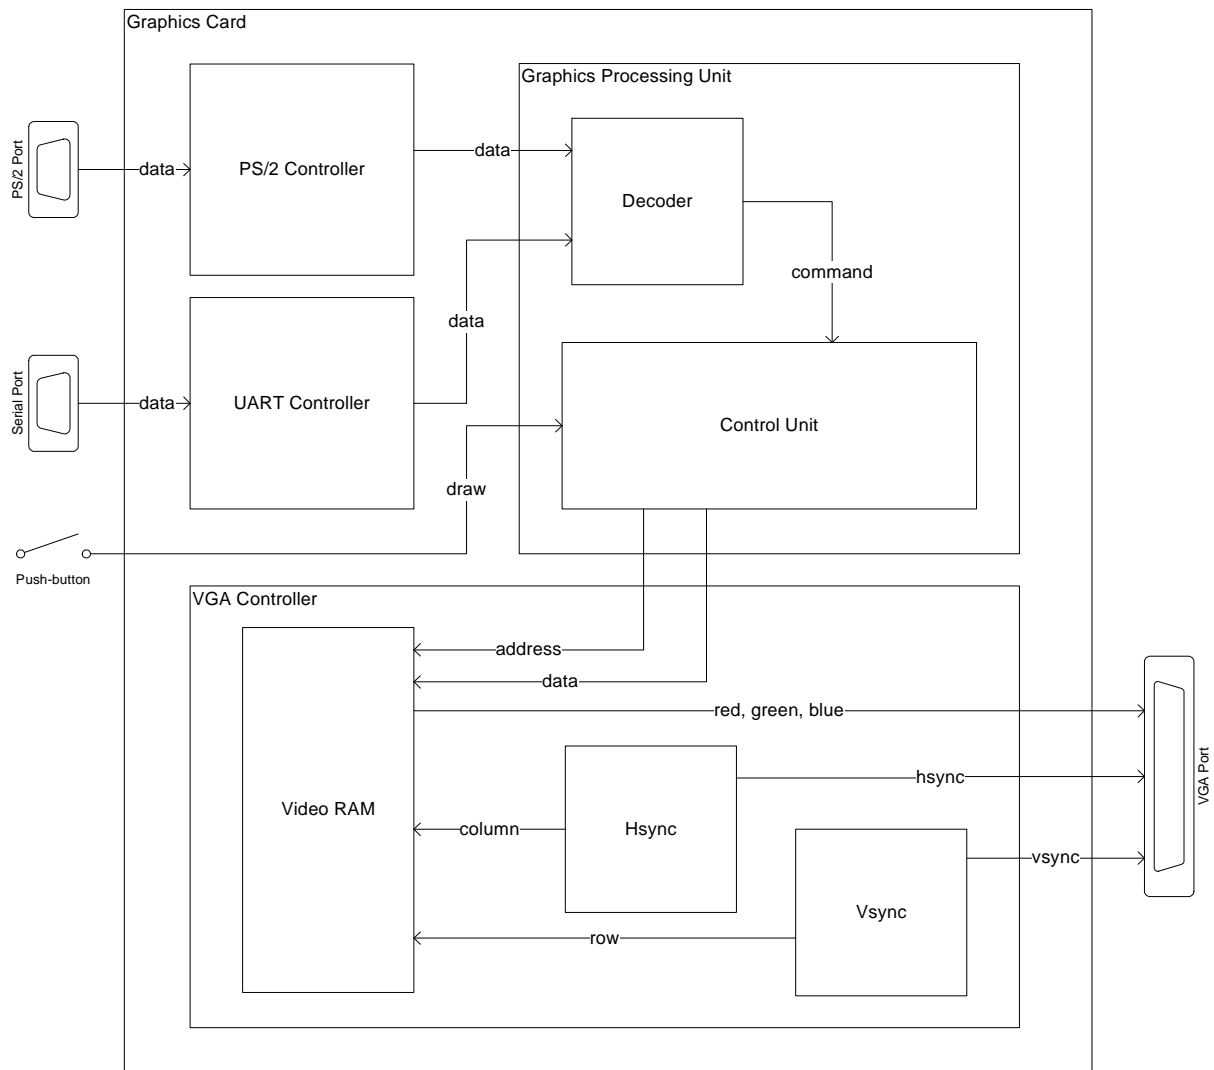 Graphics Card
Graphics Processing Unit
PS/2 Port
data
PS/2 Controller
data
Decoder
command
Serial Port
data
UART Controller
data
Control Unit
draw
Push-button
VGA Controller
address
data
red, green, blue
Video RAM
column
Hsync
hsync
Vsync
vsync
row
VGA Port